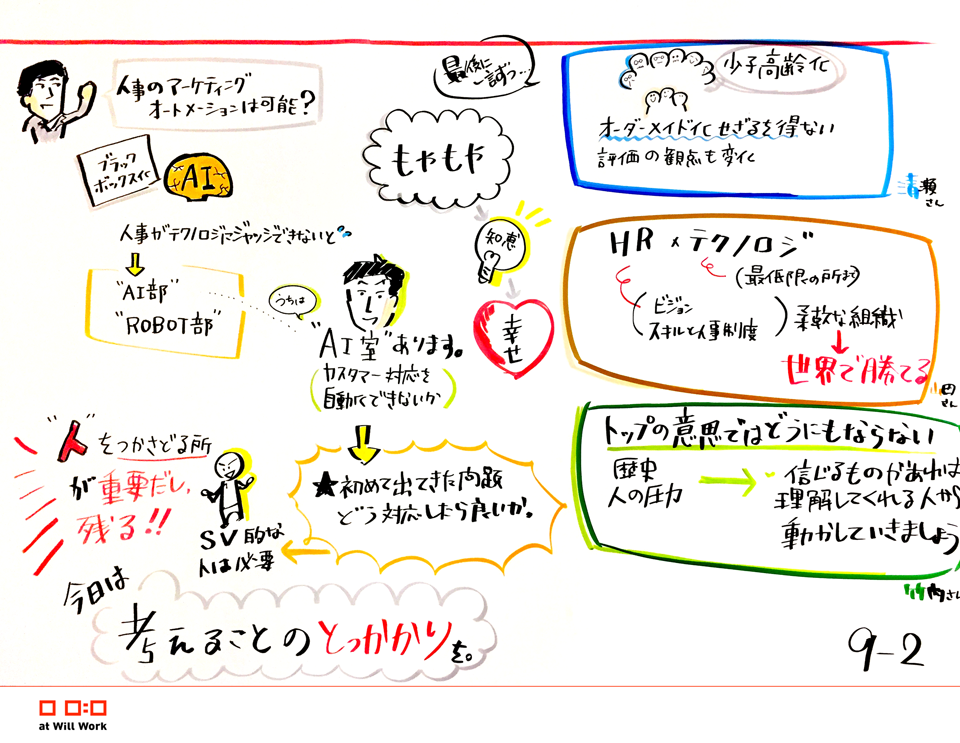 人事のマーケティング
オートメーションは可能?
ブラック
ボックス化
AI
人事がテクノロジにジャッジできないと
"AI部"
"ROBOT部"
うちは
"AI室"あります。
(カスタマー対応を
自動化できないか)
★初めて出てきた問題
どう対応したら良いか。
SV的な
人は必要
"人"をつかさどる所
が重要だし、
残る!!
今日は
考えることのとっかかりを。
最後に
一言ずつ…
もやもや
知恵
幸せ
少子高齢化
オーダーメイド化せざるを得ない
評価の観点も変化
瀬さん
HR×テクノロジ
(最低限の所が)
(ビジョン
スキルと人事制度)
柔軟な組織
世界で勝てる
田さん
トップの意思ではどうにもならない
歴史
人の圧力
信じるものがあれば
理解してくれる人から
動かしていきましょう
竹内さん
9-2
at Will Work